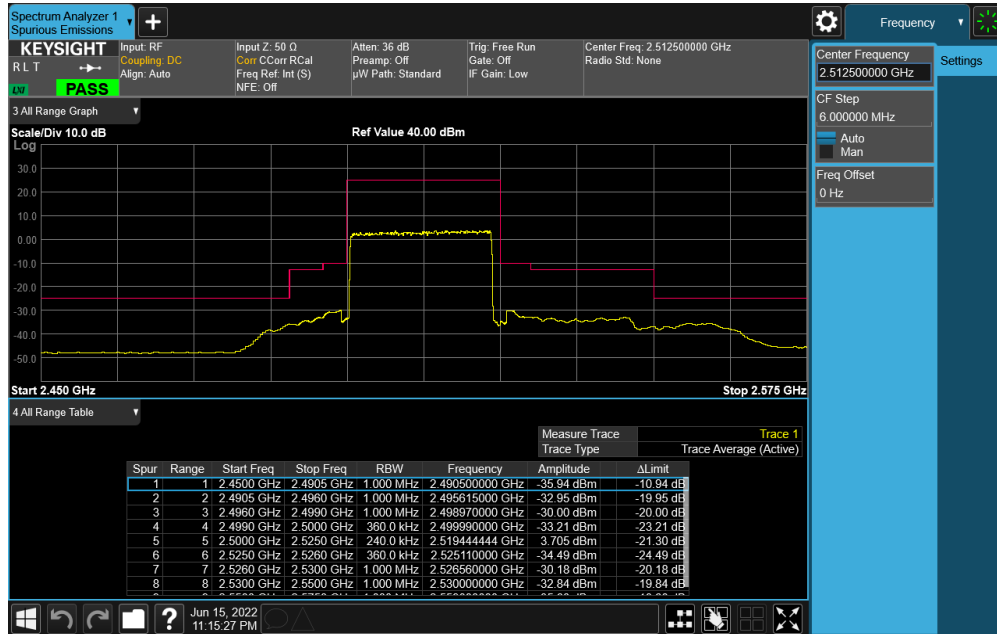 Spectrum Analyzer 1
Spurious Emissions
Frequency
KEYSIGHT
RLT
LXI
PASS
Input: RF
Coupling: DC
Align: Auto
Input Z: 50 Ω
Corr CCorr RCal
Freq Ref: Int (S)
NFE: Off
Atten: 36 dB
Preamp: Off
µW Path: Standard
Trig: Free Run
Gate: Off
IF Gain: Low
Center Freq: 2.512500000 GHz
Radio Std: None
Center Frequency
2.512500000 GHz
Settings
CF Step
6.000000 MHz
Auto
Man
Freq Offset
0 Hz
3 All Range Graph
Scale/Div 10.0 dB
Ref Value 40.00 dBm
Log
30.0
20.0
10.0
0.00
-10.0
-20.0
-30.0
-40.0
-50.0
Start 2.450 GHz
Stop 2.575 GHz
4 All Range Table
Measure Trace Trace 1
Trace Type Trace Average (Active)
Spur Range Start Freq Stop Freq RBW Frequency Amplitude ΔLimit
1 1 2.4500 GHz 2.4905 GHz 1.000 MHz 2.490500000 GHz -35.94 dBm -10.94 dB
2 2 2.4905 GHz 2.4960 GHz 1.000 MHz 2.495615000 GHz -32.95 dBm -19.95 dB
3 3 2.4960 GHz 2.4990 GHz 1.000 MHz 2.498970000 GHz -30.00 dBm -20.00 dB
4 4 2.4990 GHz 2.5000 GHz 360.0 kHz 2.499990000 GHz -33.21 dBm -23.21 dB
5 5 2.5000 GHz 2.5250 GHz 240.0 kHz 2.519444444 GHz 3.705 dBm -21.30 dB
6 6 2.5250 GHz 2.5260 GHz 360.0 kHz 2.525110000 GHz -34.49 dBm -24.49 dB
7 7 2.5260 GHz 2.5300 GHz 1.000 MHz 2.526560000 GHz -30.18 dBm -20.18 dB
8 8 2.5300 GHz 2.5500 GHz 1.000 MHz 2.530000000 GHz -32.84 dBm -19.84 dB
?
Jun 15, 2022
11:15:27 PM